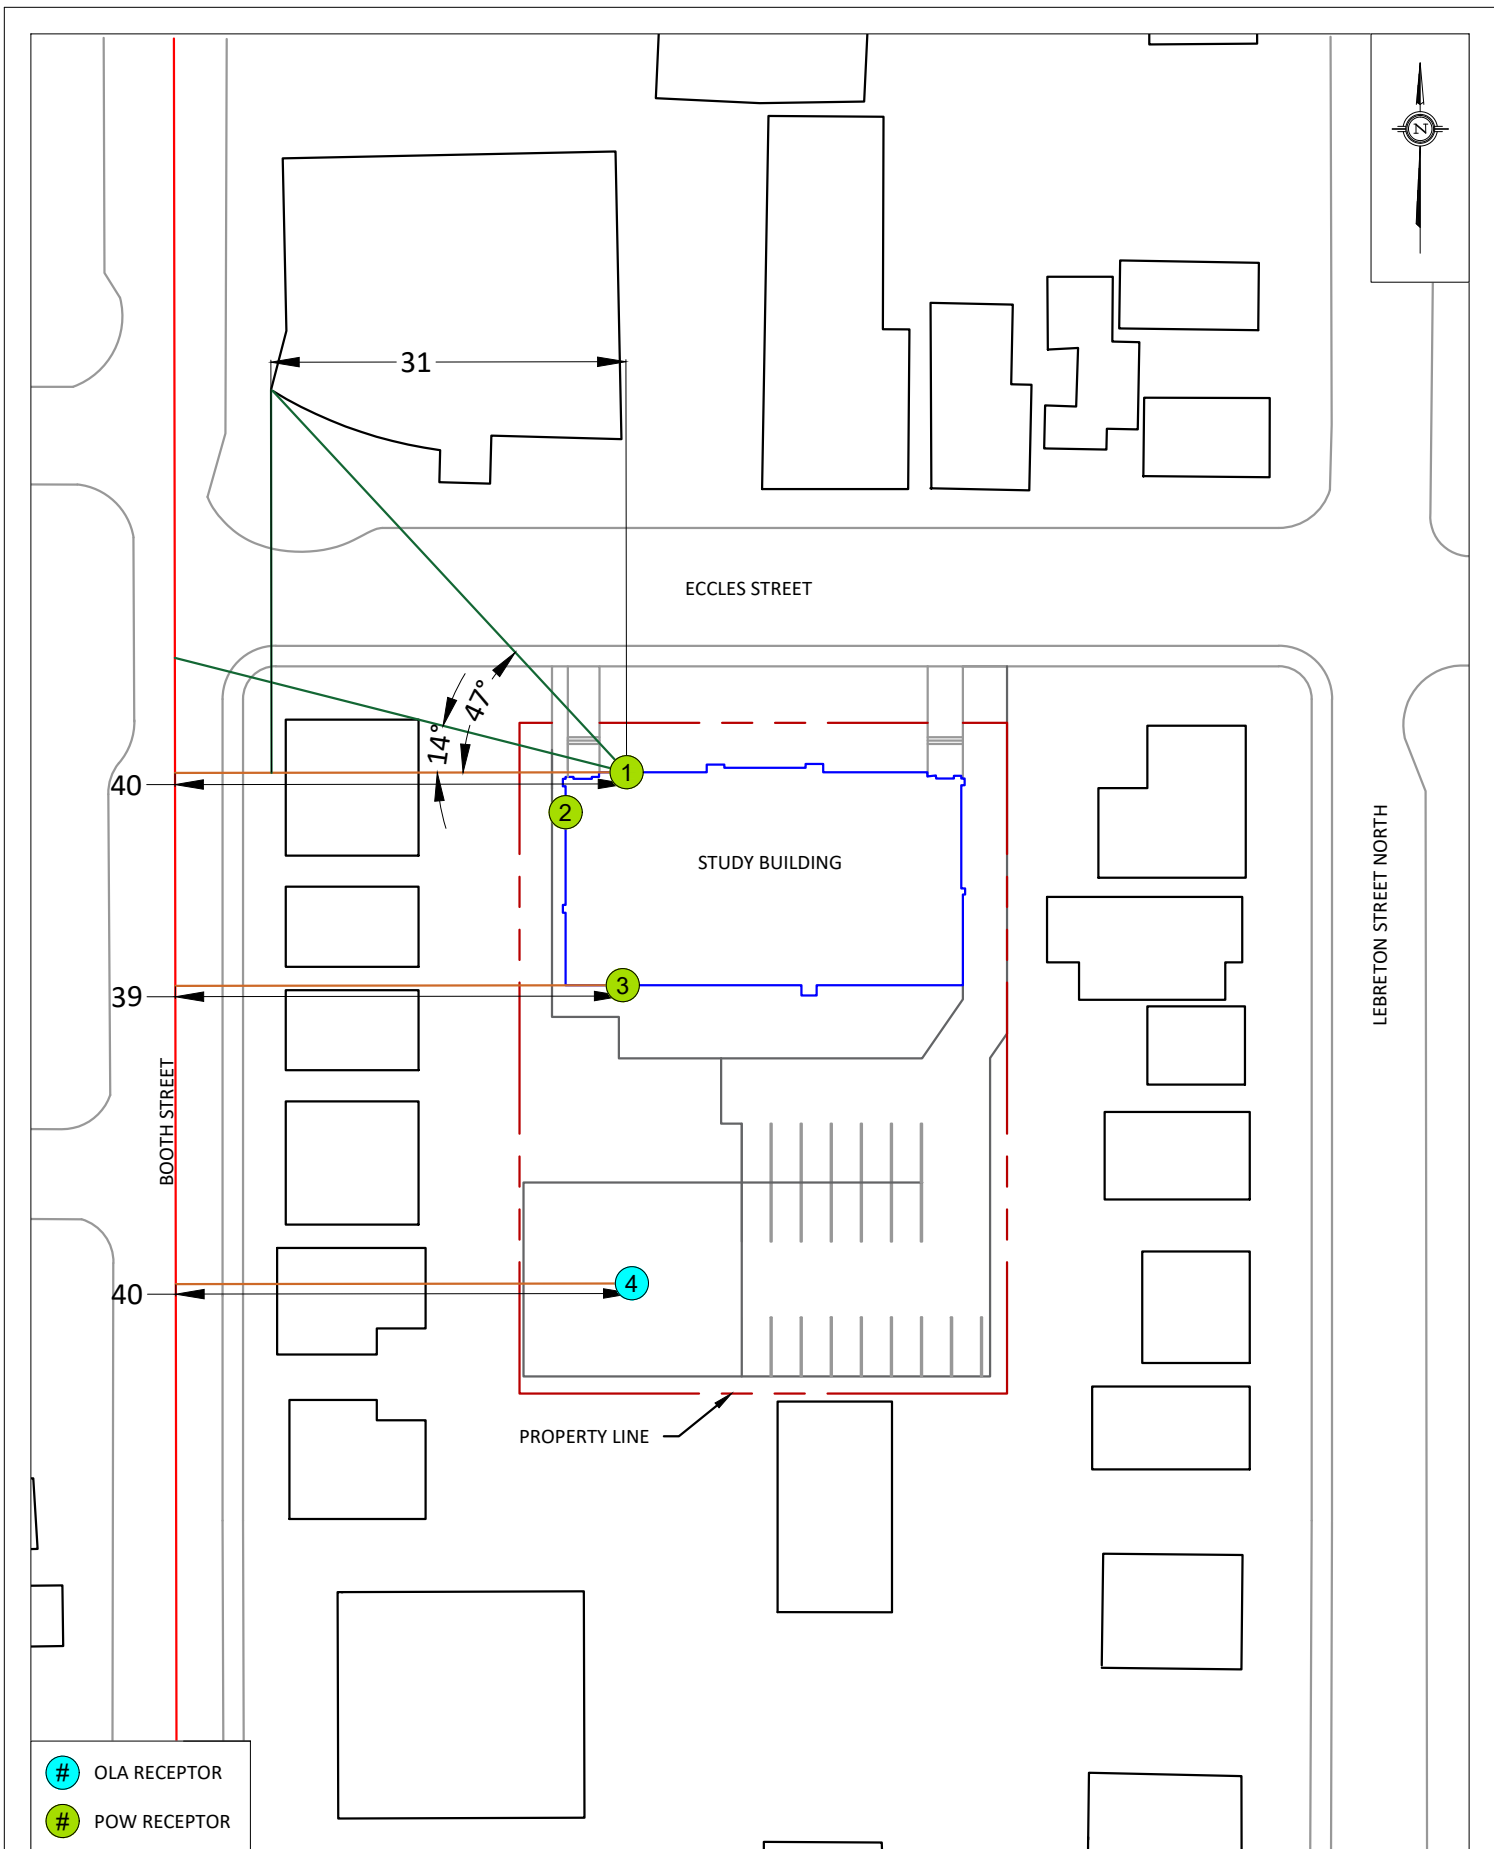 N
31
ECCLES STREET
47°
14°
40
1
2
STUDY BUILDING
LEBRETON STREET NORTH
39
3
BOOTH STREET
40
4
PROPERTY LINE
# OLA RECEPTOR
# POW RECEPTOR